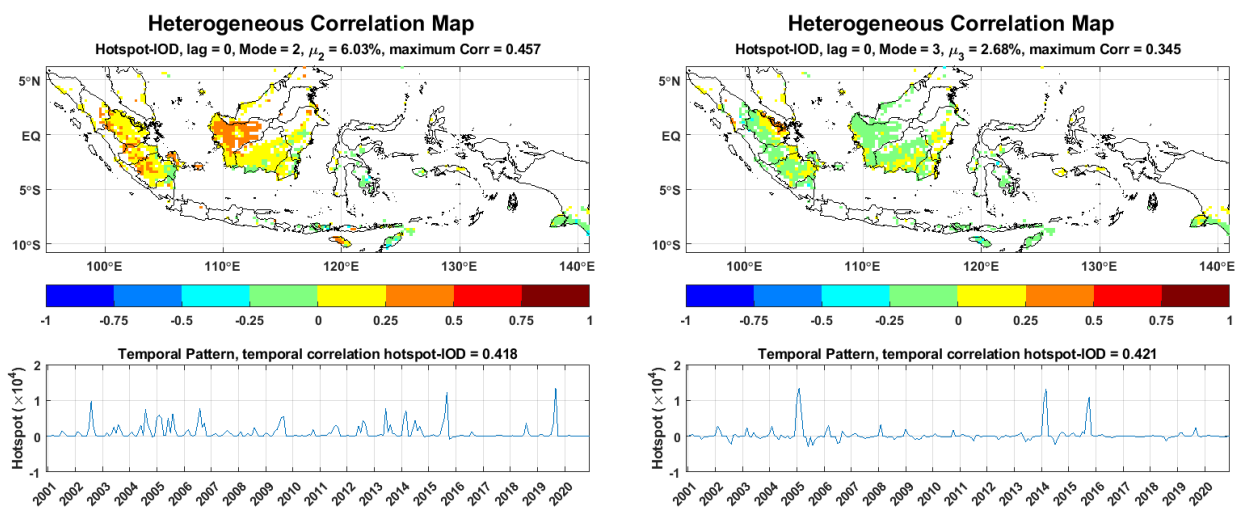 Heterogeneous Correlation Map
Hotspot-IOD, lag = 0, Mode = 2, μ2 = 6.03%, maximum Corr = 0.457
5°N
EQ
5°S
10°S
100°E 110°E 120°E 130°E 140°E
-1 -0.75 -0.5 -0.25 0 0.25 0.5 0.75 1
Temporal Pattern, temporal correlation hotspot-IOD = 0.418
Hotspot (×10^4)
2
1
0
-1
2001 2002 2003 2004 2005 2006 2007 2008 2009 2010 2011 2012 2013 2014 2015 2016 2017 2018 2019 2020
Heterogeneous Correlation Map
Hotspot-IOD, lag = 0, Mode = 3, μ3 = 2.68%, maximum Corr = 0.345
5°N
EQ
5°S
10°S
100°E 110°E 120°E 130°E 140°E
-1 -0.75 -0.5 -0.25 0 0.25 0.5 0.75 1
Temporal Pattern, temporal correlation hotspot-IOD = 0.421
Hotspot (×10^4)
2
1
0
-1
2001 2002 2003 2004 2005 2006 2007 2008 2009 2010 2011 2012 2013 2014 2015 2016 2017 2018 2019 2020